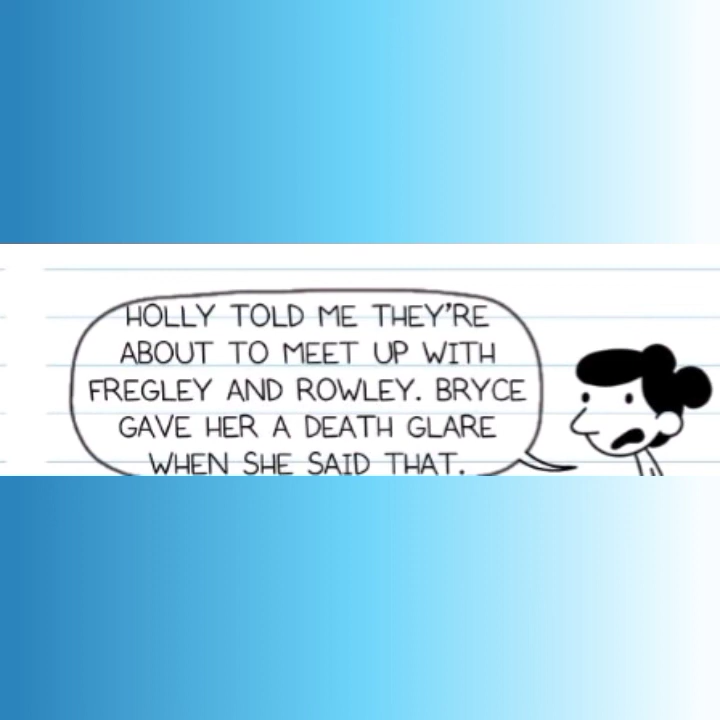 HOLLY TOLD ME THEY'RE
ABOUT TO MEET UP WITH
FREGLEY AND ROWLEY. BRYCE
GAVE HER A DEATH GLARE
WHEN SHE SAID THAT.